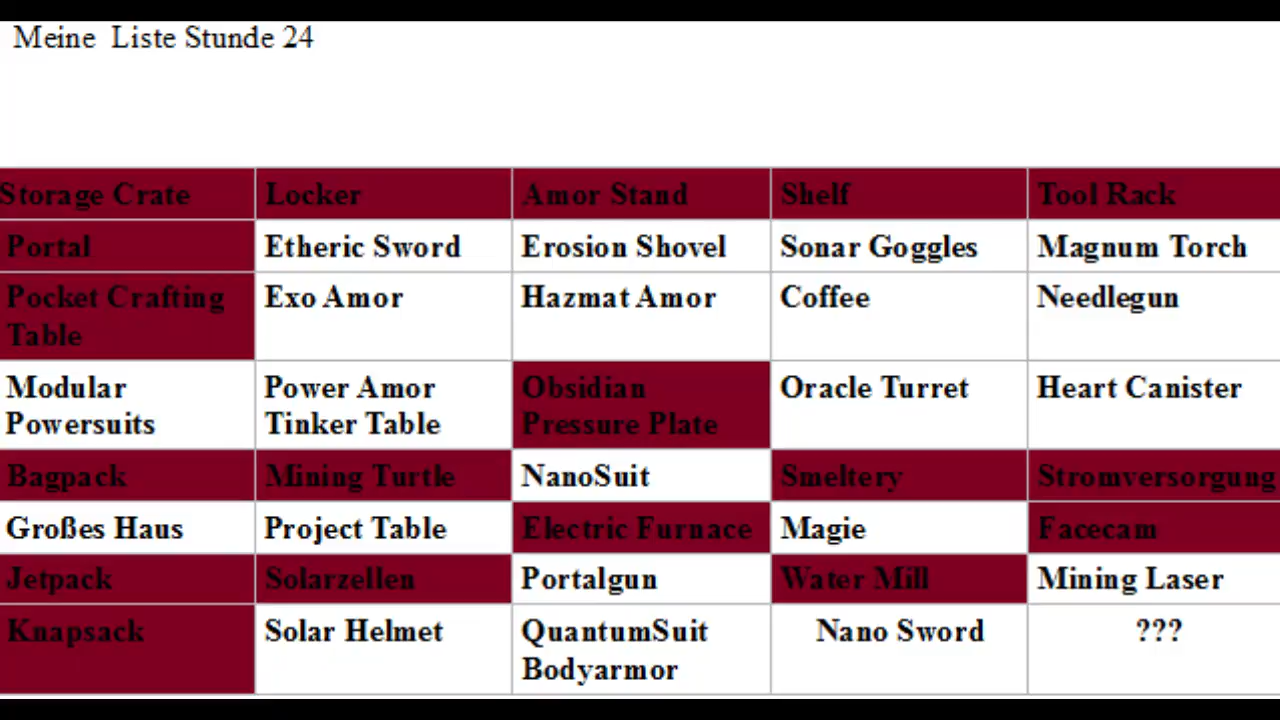 Meine Liste Stunde 24
Storage Crate Locker Amor Stand Shelf Tool Rack
Portal Etheric Sword Erosion Shovel Sonar Goggles Magnum Torch
Pocket Crafting Exo Amor Hazmat Amor Coffee Needlegun
Table
Modular Power Amor Obsidian Oracle Turret Heart Canister
Powersuits Tinker Table Pressure Plate
Bagpack Mining Turtle NanoSuit Smeltery Stromversorgung
Großes Haus Project Table Electric Furnace Magie Facecam
Jetpack Solarzellen Portalgun Water Mill Mining Laser
Knapsack Solar Helmet QuantumSuit Nano Sword ???
Bodyarmor